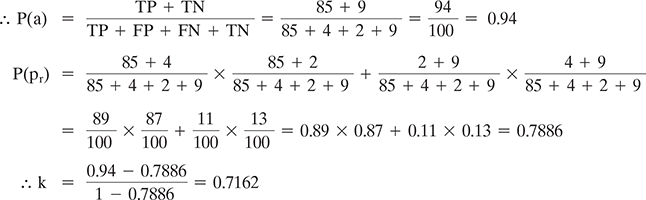 ∴ P(a) = (TP + TN) / (TP + FP + FN + TN) = (85 + 9) / (85 + 4 + 2 + 9) = 94/100 = 0.94
P(pᵣ) = (85 + 4) / (85 + 4 + 2 + 9) × (85 + 2) / (85 + 4 + 2 + 9) + (2 + 9) / (85 + 4 + 2 + 9) × (4 + 9) / (85 + 4 + 2 + 9)
= 89/100 × 87/100 + 11/100 × 13/100 = 0.89 × 0.87 + 0.11 × 0.13 = 0.7886
∴ k = (0.94 − 0.7886) / (1 − 0.7886) = 0.7162